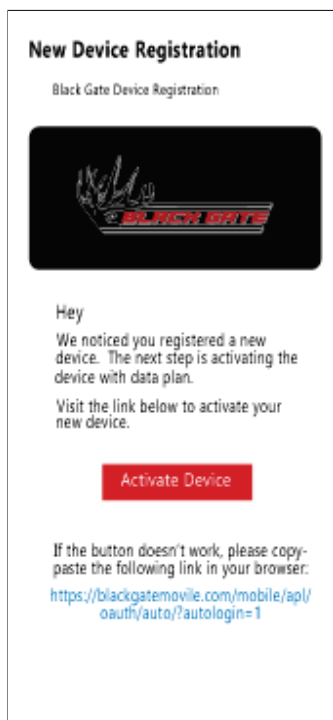 New Device Registration
Black Gate Device Registration
BLACK GATE
Hey
We noticed you registered a new
device. The next step is activating the
device with data plan.
Visit the link below to activate your
new device.
Activate Device
If the button doesn't work, please copy-
paste the following link in your browser:
https://blackgatemovile.com/mobile/apl/
oauth/auto/?autologin=1